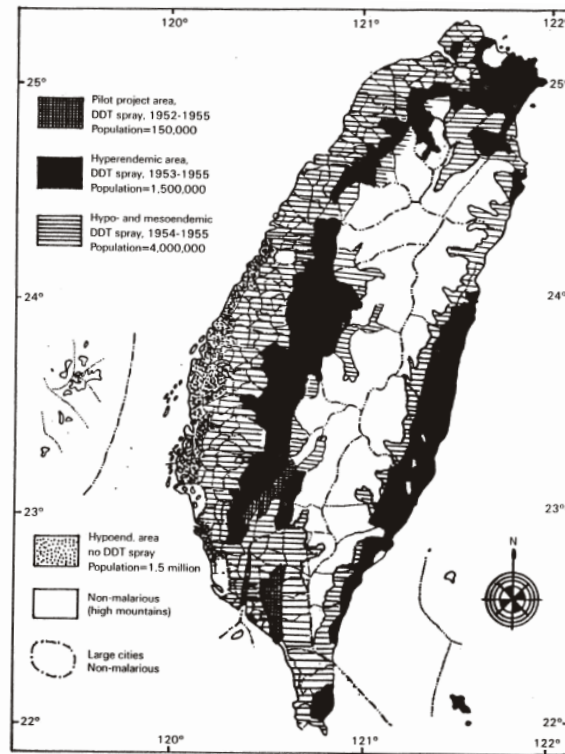 120°
121°
122°
25°
25°
Pilot project area,
DDT spray, 1952-1955
Population=150,000
Hyperendemic area,
DDT spray, 1953-1955
Population=1,500,000
Hypo- and mesoendemic
DDT spray, 1954-1955
Population=4,000,000
24°
24°
23°
23°
Hypoend. area
no DDT spray
Population=1.5 million
Non-malarious
(high mountains)
Large cities
Non-malarious
N
22°
22°
120°
121°
122°